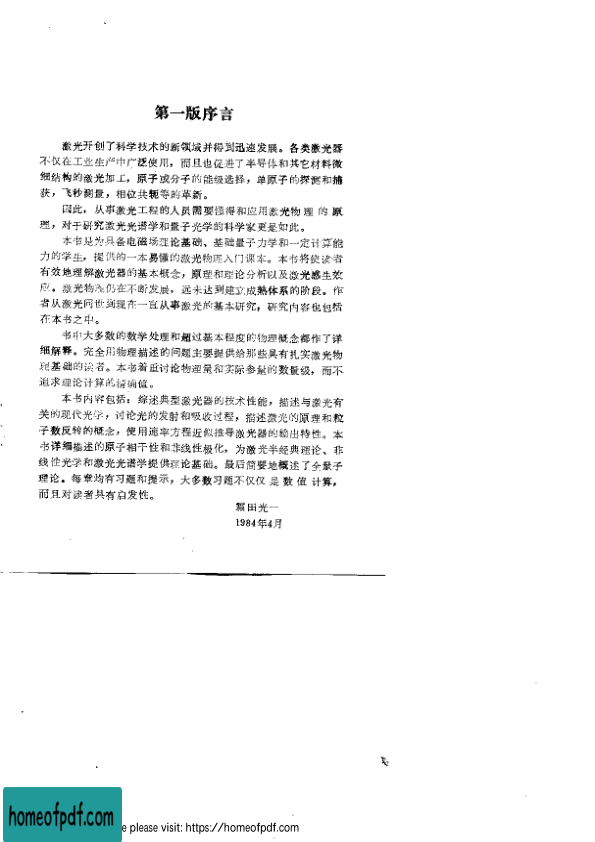 第一版序言
激光开创了科学技术的新领域并得到迅速发展。各类激光器
不仅在工业生产中广泛使用，而且也促进了半导体和其它材料微
细结构的激光加工，原子或分子的能级选择，单原子的探测和捕
获，飞秒测量，相位共轭等的革新。
因此，从事激光工程的人员需要懂得和应用激光物理的原
理，对于研究激光光谱学和量子光学的科学家更是如此。
本书是为具备电磁场理论基础、基础量子力学和一定计算能
力的学生，提供的一本易懂的激光物理入门课本。本书将使读者
有效地理解激光器的基本概念，原理和理论分析以及激光感生效
应。激光物理仍在不断发展，远未达到建立成熟体系的阶段。作
者从激光问世到现在一直从事激光的基本研究，研究内容也包括
在本书之中。
书中大多数的数学处理和超过基本程度的物理概念都作了详
细解释。完全用物理描述的问题主要提供给那些具有扎实激光物
理基础的读者。本书着重讨论物理量和实际参量的数量级，而不
追求理论计算的精确值。
本书内容包括：综述典型激光器的技术性能，描述与激光有
关的现代光学，讨论光的发射和吸收过程，描述激光的原理和粒
子数反转的概念，使用速率方程近似推导激光器的输出特性。本
书详细描述的原子相干性和非线性极化，为激光半经典理论、非
线性光学和激光光谱学提供理论基础。最后简要地概述了全量子
理论。每章均有习题和提示，大多数习题不仅仅是数值计算，
而且对读者具有启发性。
霜田光一
1984年4月
homeofpdf.com
e please visit: https://homeofpdf.com